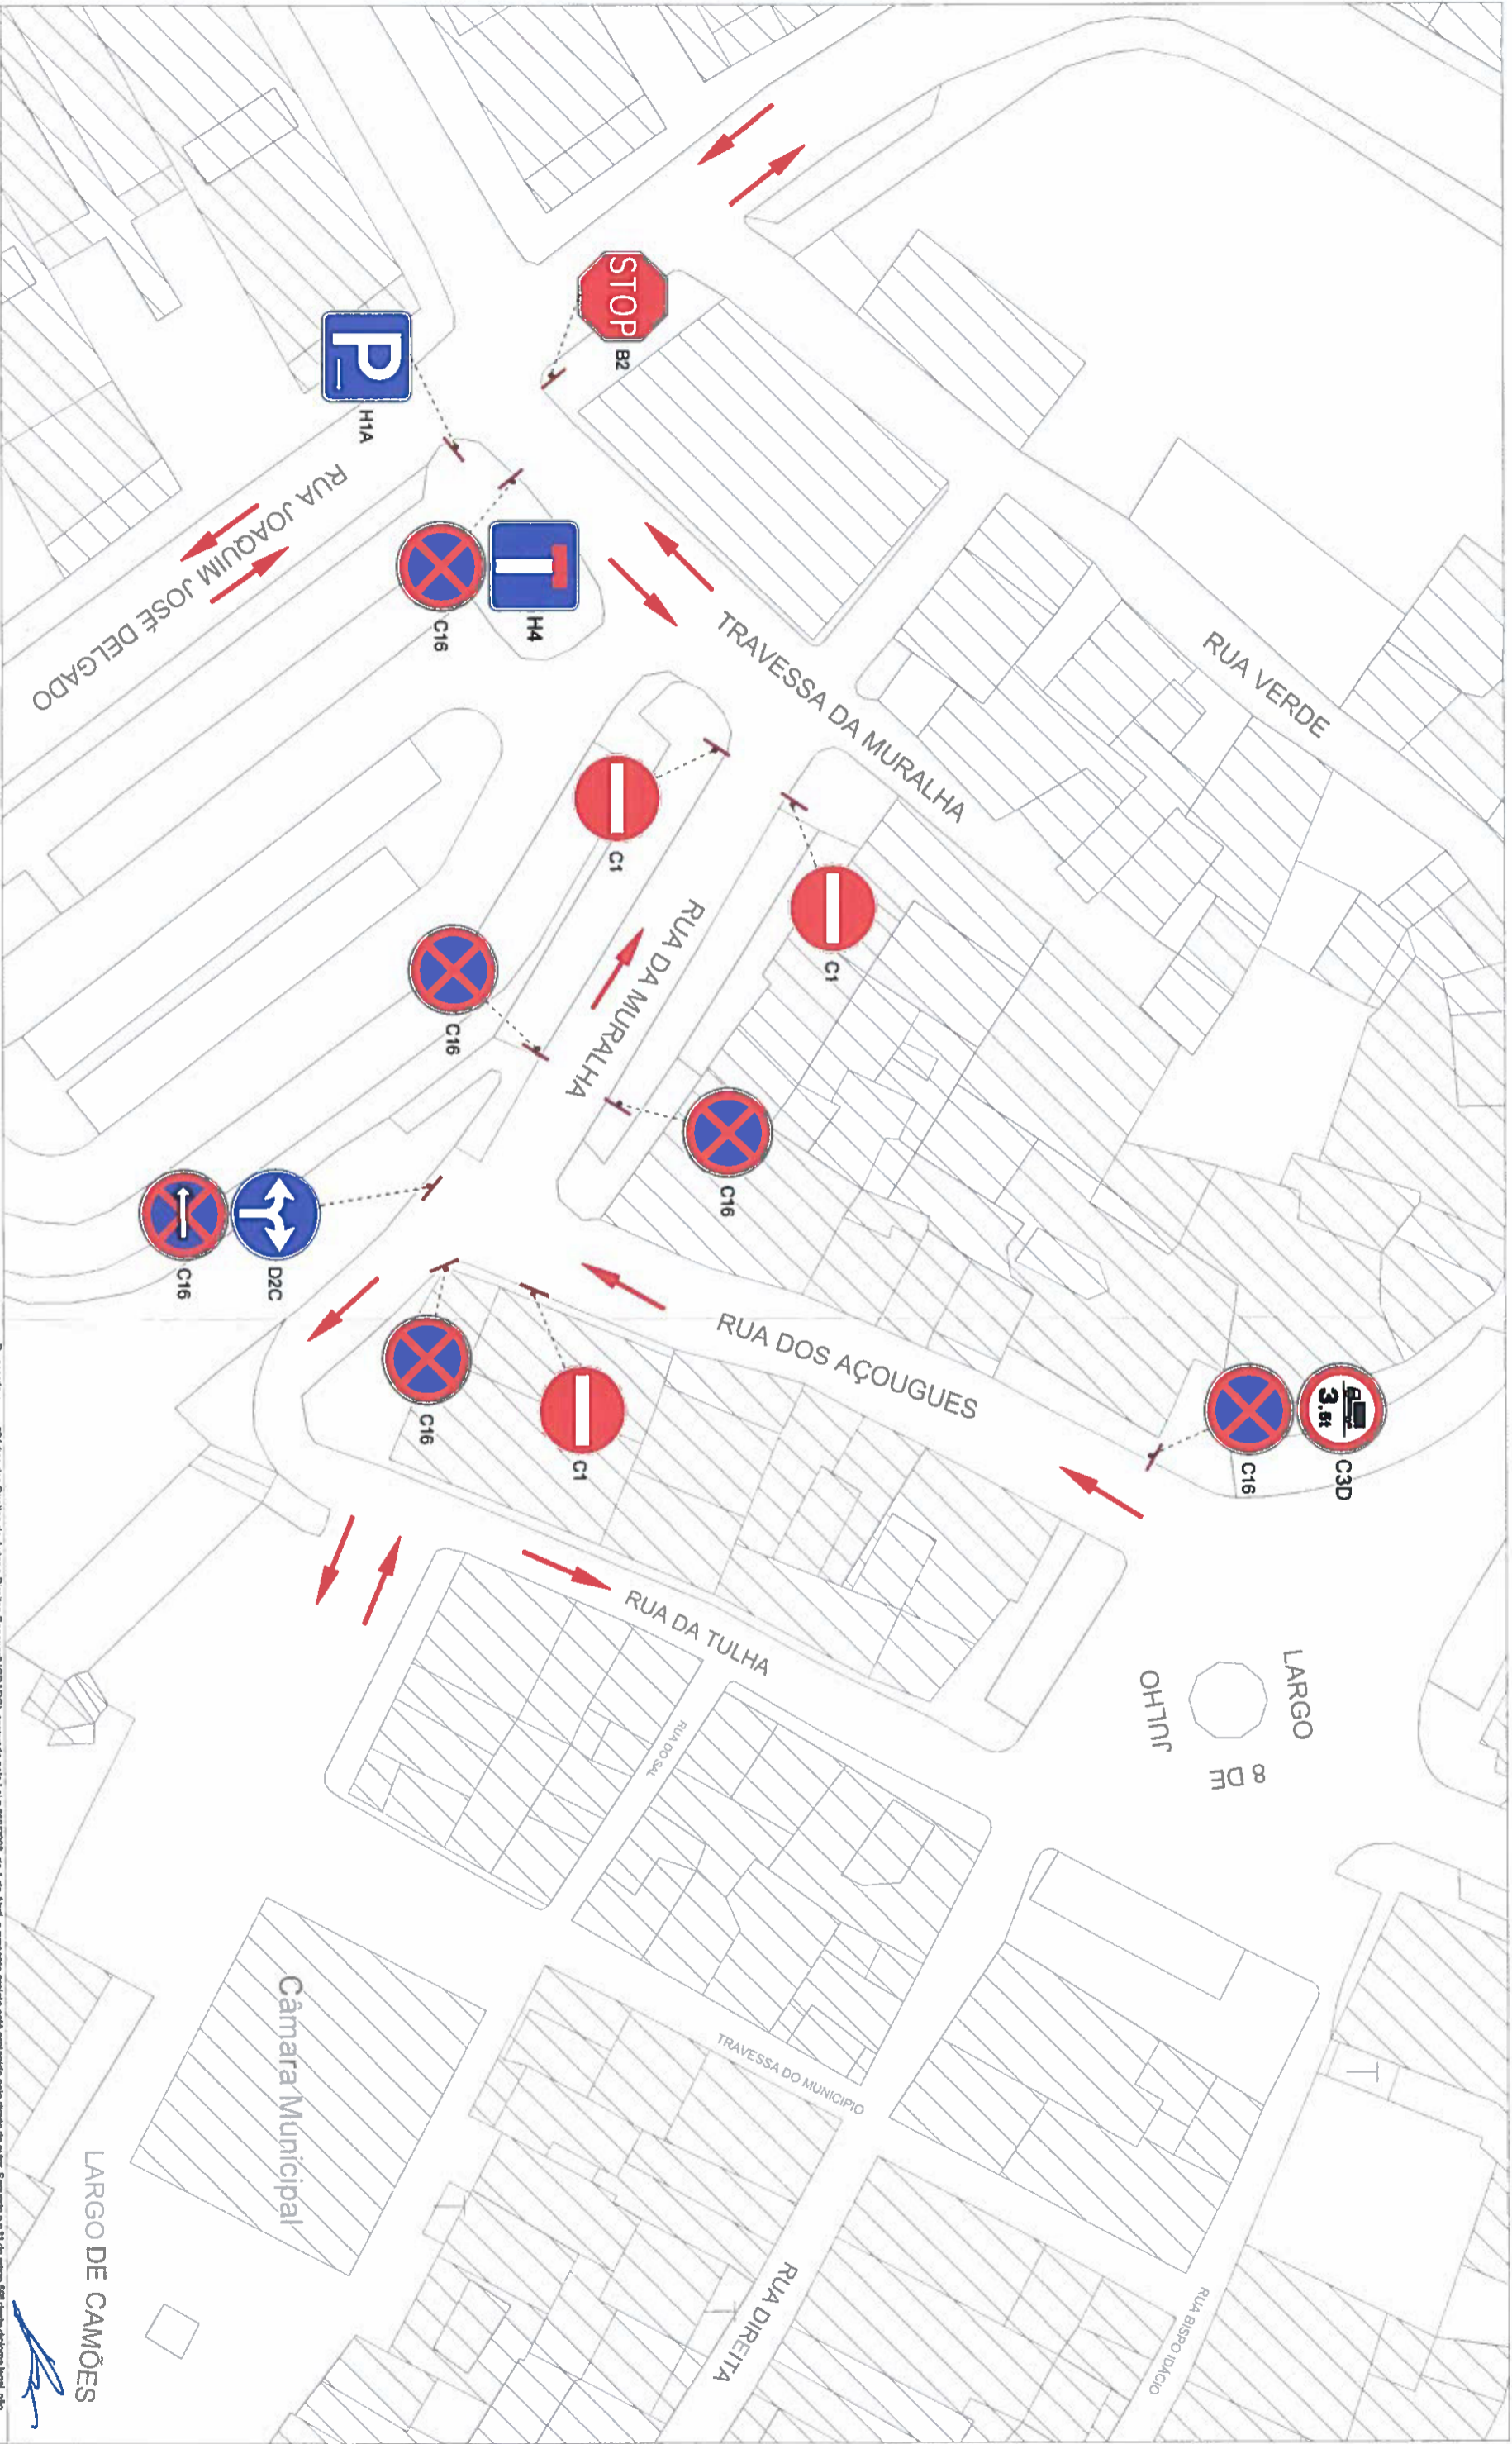 STOP
B2
P
H1A
RUA JOAQUIM JOSÉ DELGADO
H4
C16
TRAVESSA DA MURALHA
RUA VERDE
C1
C1
RUA DA MURALHA
C16
C16
D2C
C16
C16
C1
RUA DOS AÇOUGUES
3.5t
C3D
C16
RUA DA TULHA
RUA DO SAL
LARGO
8 DE
JULHO
Câmara Municipal
TRAVESSA DO MUNICIPIO
RUA DIREITA
RUA BISPO IDÁCIO
LARGO DE CAMÕES